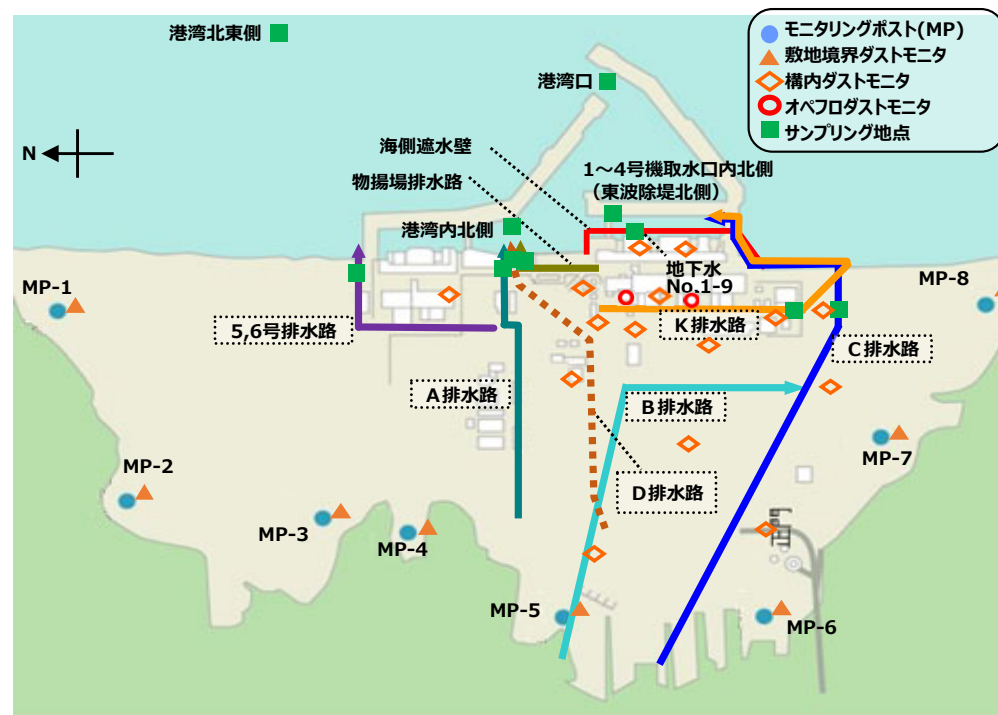 港湾北東側
モニタリングポスト(MP)
敷地境界ダストモニタ
構内ダストモニタ
オペフロダストモニタ
サンプリング地点
港湾口
N
海側遮水壁
物揚場排水路
1～4号機取水口内北側
（東波除堤北側）
港湾内北側
地下水
No.1-9
MP-8
MP-1
5,6号排水路
K排水路
C排水路
A排水路
B排水路
MP-7
MP-2
D排水路
MP-3
MP-4
MP-5
MP-6